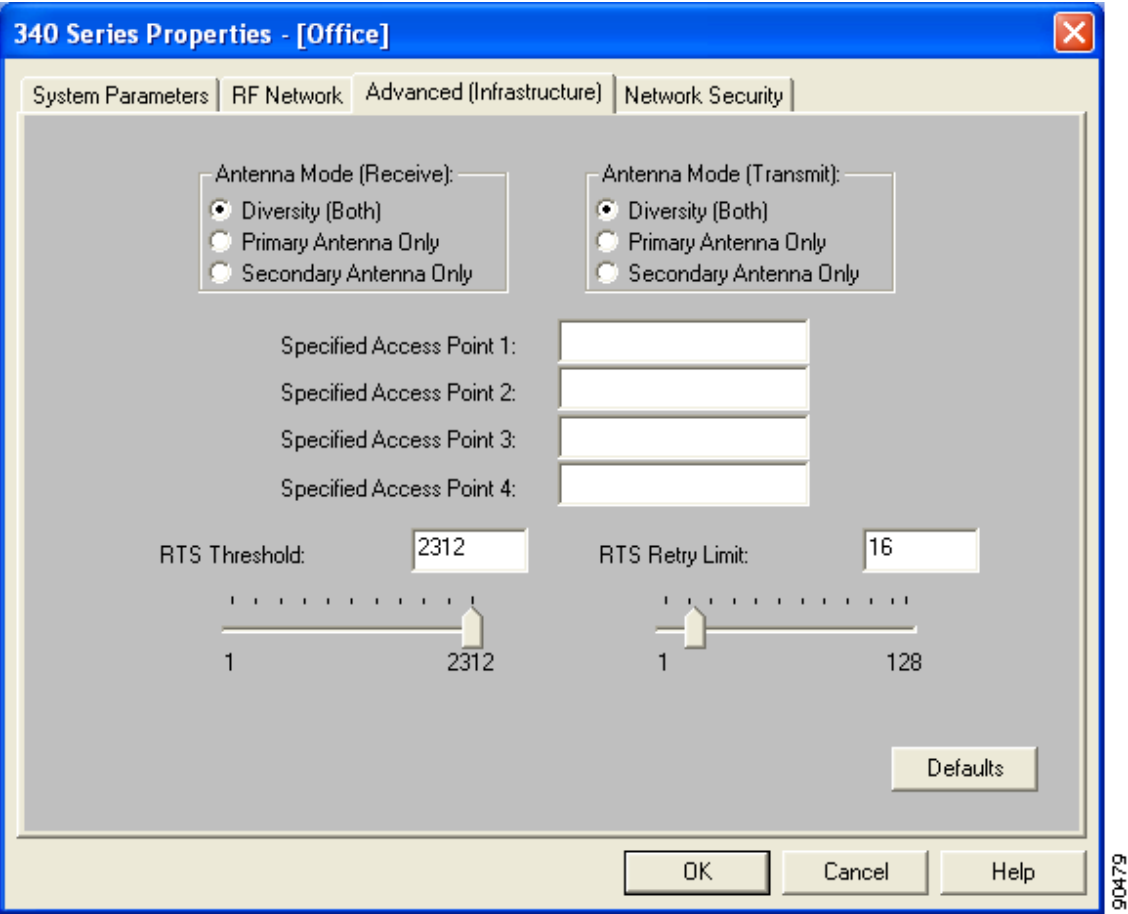 340 Series Properties - [Office]
System Parameters RF Network Advanced (Infrastructure) Network Security
Antenna Mode (Receive): Antenna Mode (Transmit):
Diversity (Both) Diversity (Both)
Primary Antenna Only Primary Antenna Only
Secondary Antenna Only Secondary Antenna Only
Specified Access Point 1:
Specified Access Point 2:
Specified Access Point 3:
Specified Access Point 4:
RTS Threshold: 2312 RTS Retry Limit: 16
1 2312 1 128
Defaults
OK Cancel Help
90479